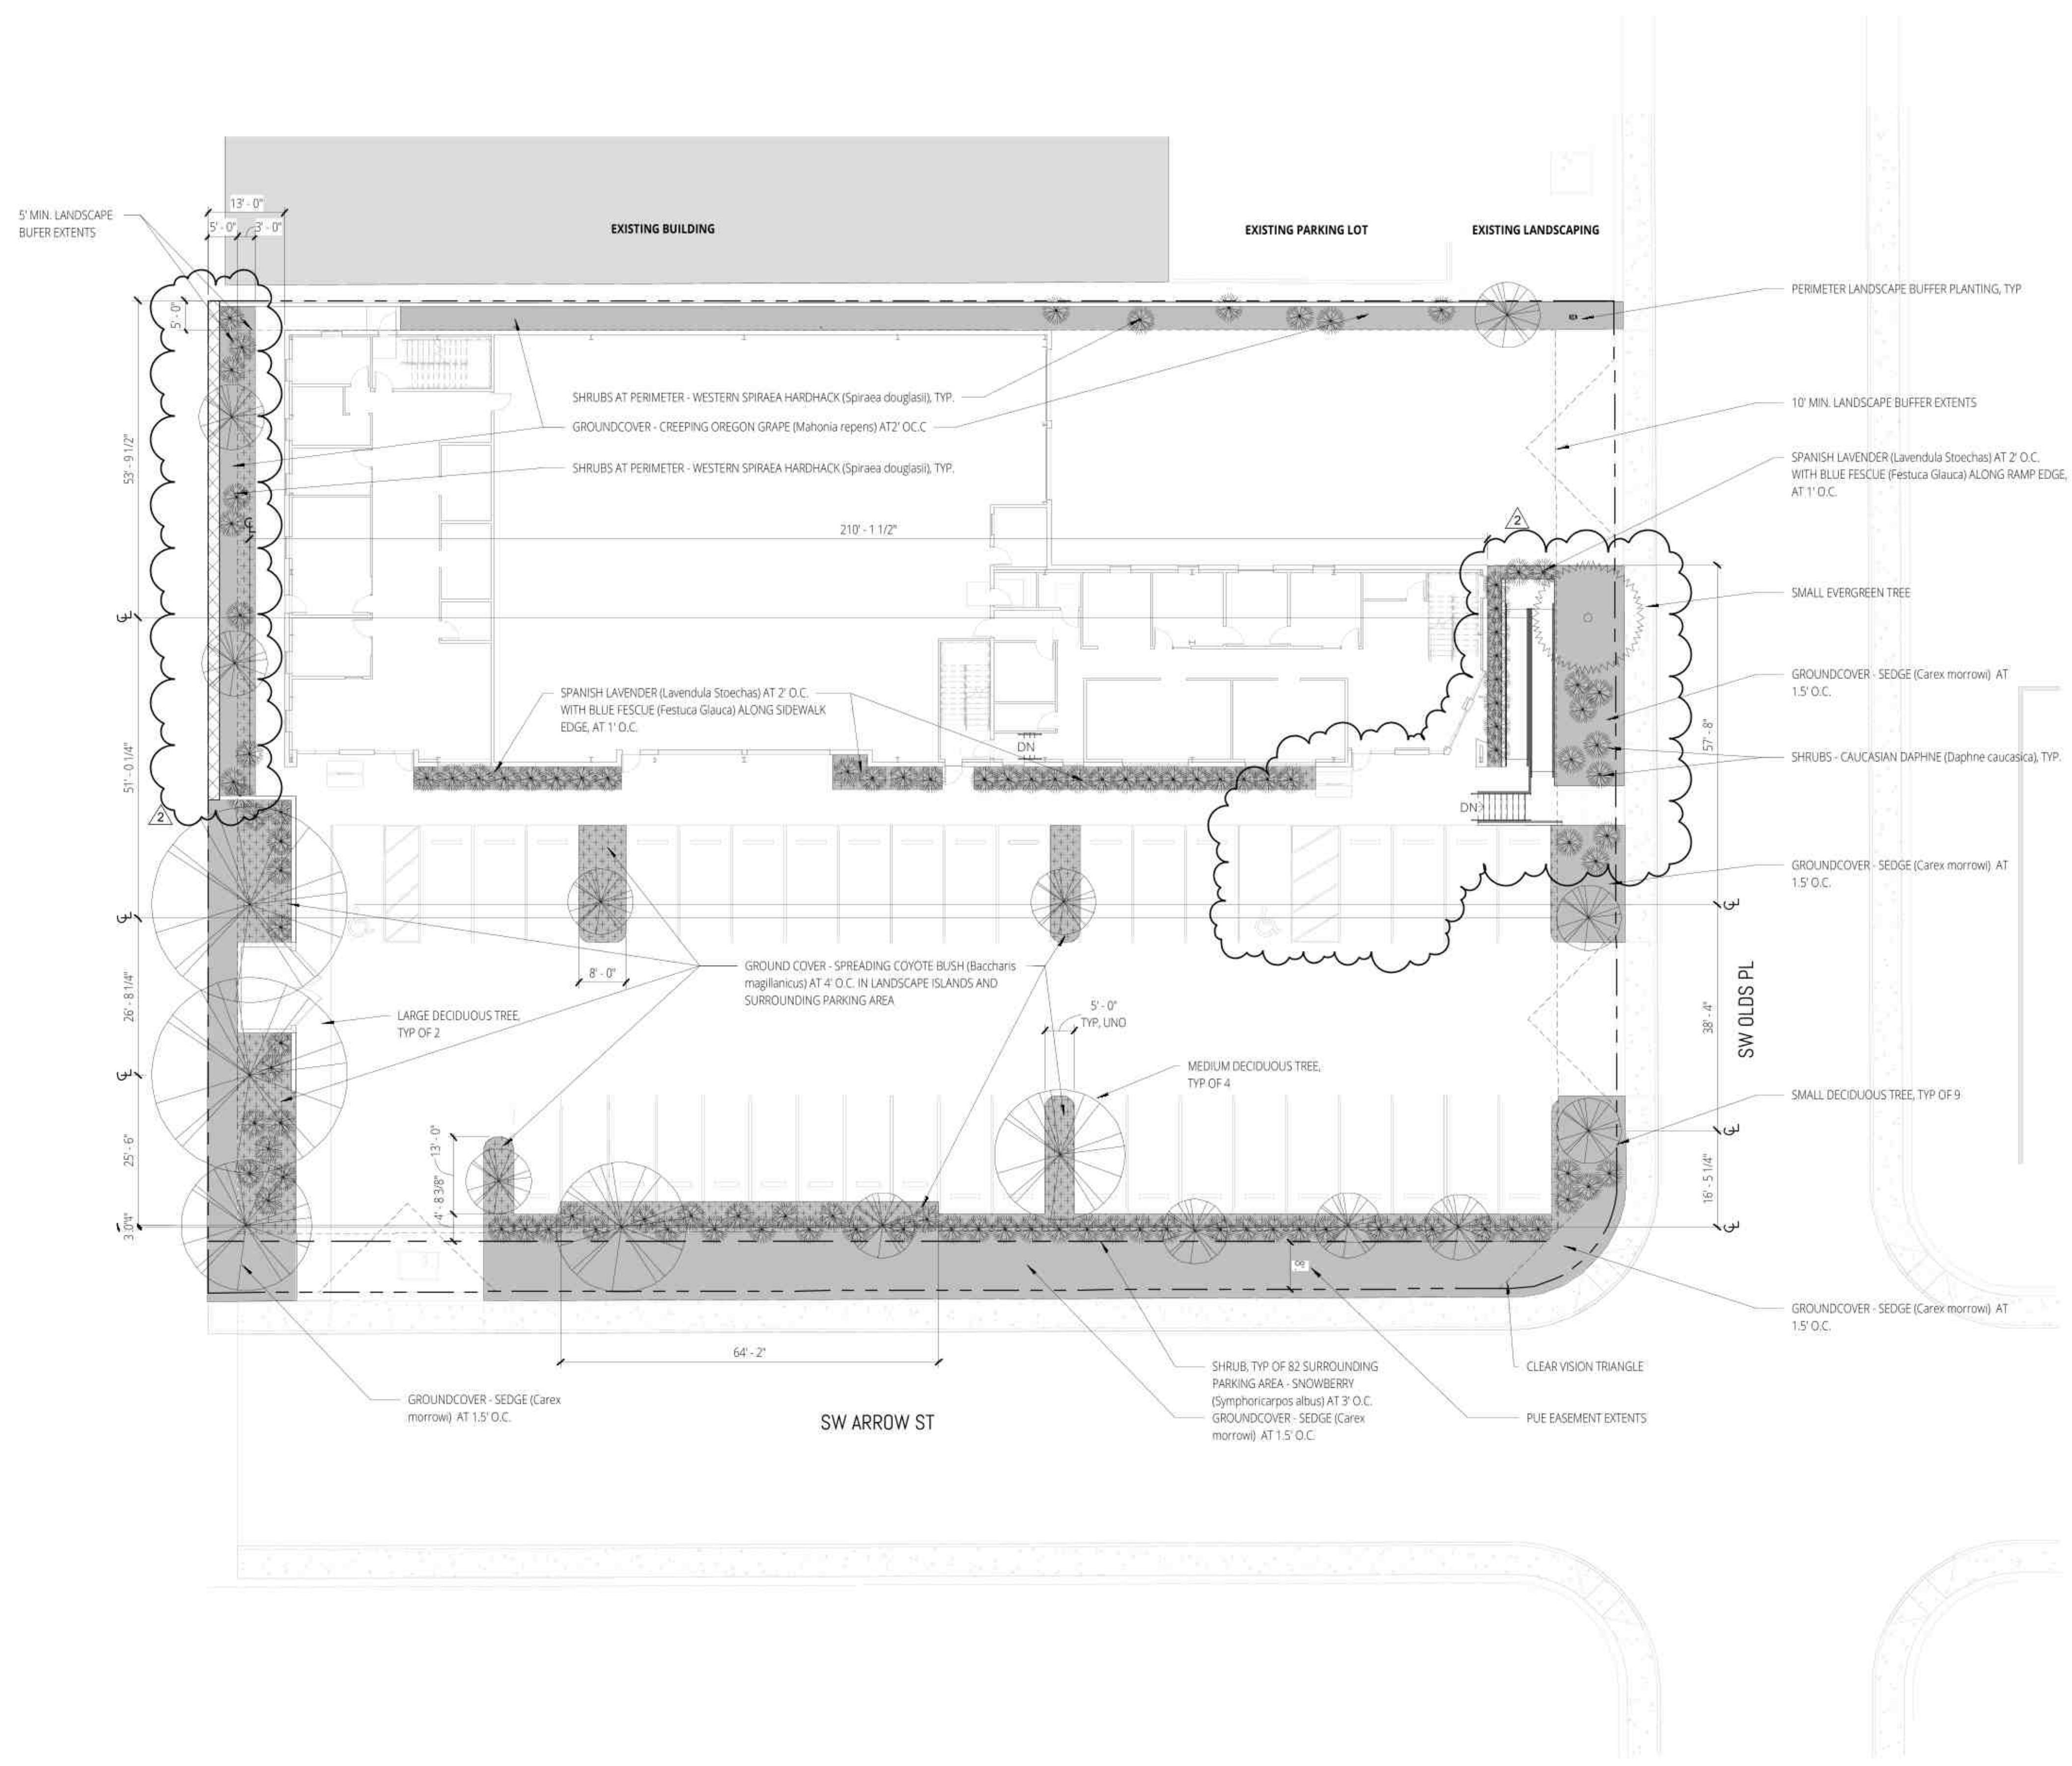 13' - 0"
5' MIN. LANDSCAPE
BUFER EXTENTS
5' - 0"
3' - 0"
EXISTING BUILDING
EXISTING PARKING LOT
EXISTING LANDSCAPING
PERIMETER LANDSCAPE BUFFER PLANTING, TYP
5' - 0"
SHRUBS AT PERIMETER - WESTERN SPIRAEA HARDHACK (Spiraea douglasii), TYP.
10' MIN. LANDSCAPE BUFFER EXTENTS
GROUNDCOVER - CREEPING OREGON GRAPE (Mahonia repens) AT2' OC.C
53' - 9 1/2"
SHRUBS AT PERIMETER - WESTERN SPIRAEA HARDHACK (Spiraea douglasii), TYP.
SPANISH LAVENDER (Lavendula Stoechas) AT 2' O.C.
WITH BLUE FESCUE (Festuca Glauca) ALONG RAMP EDGE,
AT 1' O.C.
2
210' - 1 1/2"
SMALL EVERGREEN TREE
GROUNDCOVER - SEDGE (Carex morrowi) AT
1.5' O.C.
SPANISH LAVENDER (Lavendula Stoechas) AT 2' O.C.
WITH BLUE FESCUE (Festuca Glauca) ALONG SIDEWALK
EDGE, AT 1' O.C.
57' - 8"
DN
SHRUBS - CAUCASIAN DAPHNE (Daphne caucasica), TYP.
51' - 0 1/4"
DN
2
GROUNDCOVER - SEDGE (Carex morrowi) AT
1.5' O.C.
8' - 0"
GROUND COVER - SPREADING COYOTE BUSH (Baccharis
magillanicus) AT 4' O.C. IN LANDSCAPE ISLANDS AND
SURROUNDING PARKING AREA
26' - 8 1/4"
LARGE DECIDUOUS TREE,
TYP OF 2
5' - 0"
TYP, UNO
38' - 4"
SW OLDS PL
MEDIUM DECIDUOUS TREE,
TYP OF 4
SMALL DECIDUOUS TREE, TYP OF 9
25' - 6"
13' - 0"
4' - 8 3/8"
16' - 5 1/4"
GROUNDCOVER - SEDGE (Carex morrowi) AT
1.5' O.C.
64' - 2"
SHRUB, TYP OF 82 SURROUNDING
PARKING AREA - SNOWBERRY
(Symphoricarpos albus) AT 3' O.C.
GROUNDCOVER - SEDGE (Carex
morrowi) AT 1.5' O.C.
CLEAR VISION TRIANGLE
PUE EASEMENT EXTENTS
GROUNDCOVER - SEDGE (Carex
morrowi) AT 1.5' O.C.
SW ARROW ST